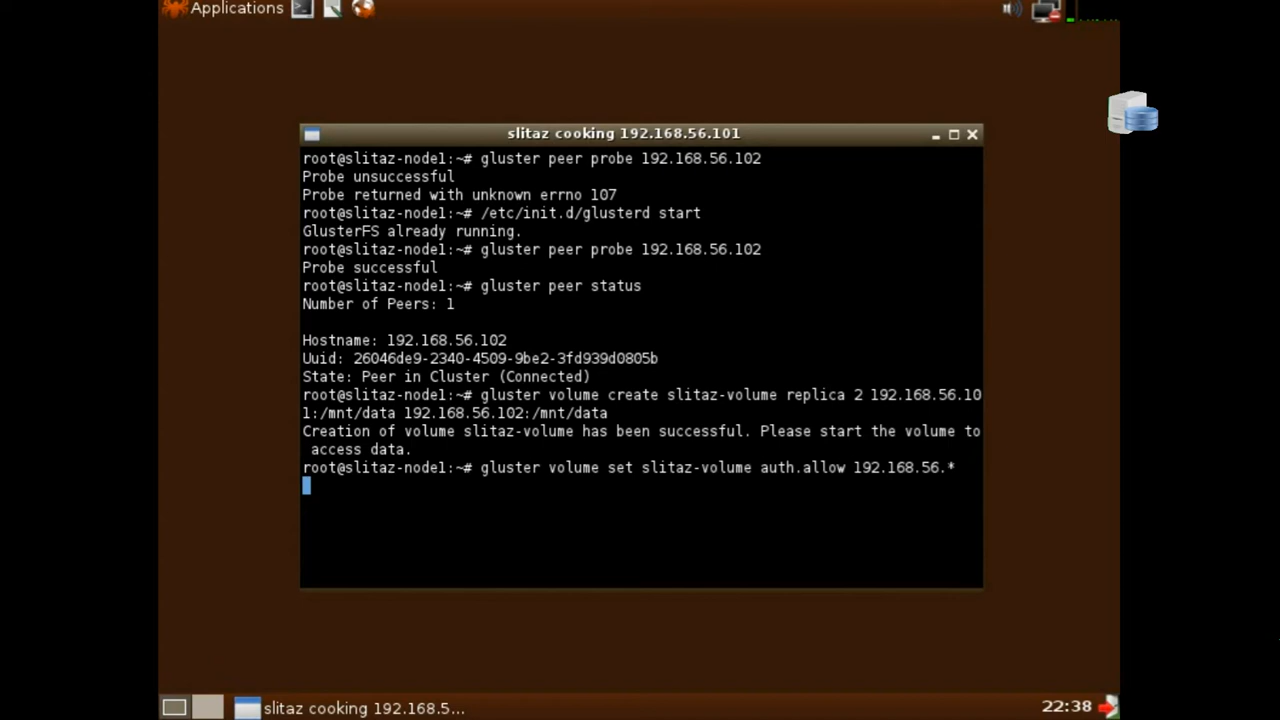 Applications
slitaz cooking 192.168.56.101
root@slitaz-node1:~# gluster peer probe 192.168.56.102
Probe unsuccessful
Probe returned with unknown errno 107
root@slitaz-node1:~# /etc/init.d/glusterd start
GlusterFS already running.
root@slitaz-node1:~# gluster peer probe 192.168.56.102
Probe successful
root@slitaz-node1:~# gluster peer status
Number of Peers: 1
Hostname: 192.168.56.102
Uuid: 26046de9-2340-4509-9be2-3fd939d0805b
State: Peer in Cluster (Connected)
root@slitaz-node1:~# gluster volume create slitaz-volume replica 2 192.168.56.10
1:/mnt/data 192.168.56.102:/mnt/data
Creation of volume slitaz-volume has been successful. Please start the volume to
access data.
root@slitaz-node1:~# gluster volume set slitaz-volume auth.allow 192.168.56.*
slitaz cooking 192.168.5...
22:38